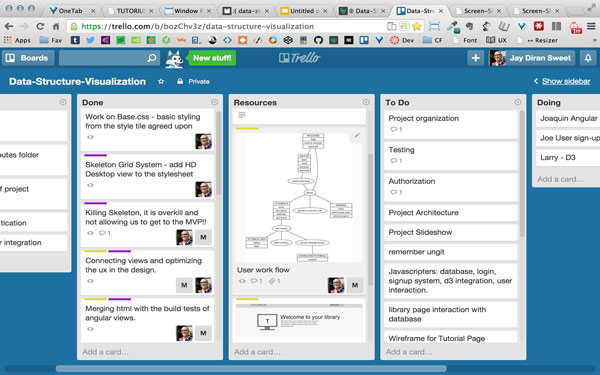 OneTab
TUTORIAL
Window
data-s
Untitled
Data-S
Data-Str
Screen-S
Screen-S
https://trello.com/b/bozChv3z/data-structure-visualization
Dev
CF
Font
UX
Resizer
Boards
New stuff!
Trello
Jay Diran Sweet
Data-Structure-Visualization
Private
Show sidebar
outes folder
of project
tication
r integration
Done
Work on Base.css - basic styling
from the style tile agreed upon
Skeleton Grid System - add HD
Desktop view to the stylesheet
Killing Skeleton, it is overkill and
not allowing us to get to the MVP!!
1
M
Connecting views and optimizing
the ux in the design.
M
Merging html with the build tests of
angular views.
M
Add a card...
Resources
User work flow
1 1
M
T
Welcome to your library
Add a card...
To Do
Project organization
1
Testing
1
Authorization
1
Project Architecture
Project Slideshow
remember ungit
Javascripters: database, login,
signup system, d3 integration, user
interaction.
library page interaction with
database
Wireframe for Tutorial Page
Add a card...
Doing
Joaquin Angular
Joe User sign-up
Larry - D3
Add a card...